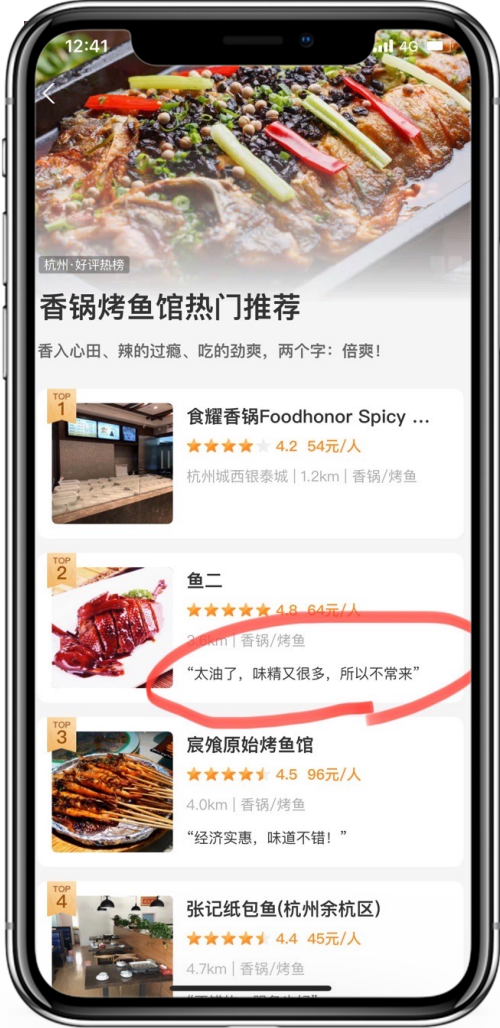 12:41
4G
杭州·好评热榜
香锅烤鱼馆热门推荐
香入心田、辣的过瘾、吃的劲爽，两个字：倍爽！
TOP
1
食耀香锅Foodhonor Spicy ...
4.2 54元/人
杭州城西银泰城 | 1.2km | 香锅/烤鱼
TOP
2
鱼二
4.8 64元/人
3.6km | 香锅/烤鱼
“太油了，味精又很多，所以不常来”
TOP
3
宸飧原始烤鱼馆
4.5 96元/人
4.0km | 香锅/烤鱼
“经济实惠，味道不错！”
TOP
4
张记纸包鱼(杭州余杭区)
4.4 45元/人
4.7km | 香锅/烤鱼